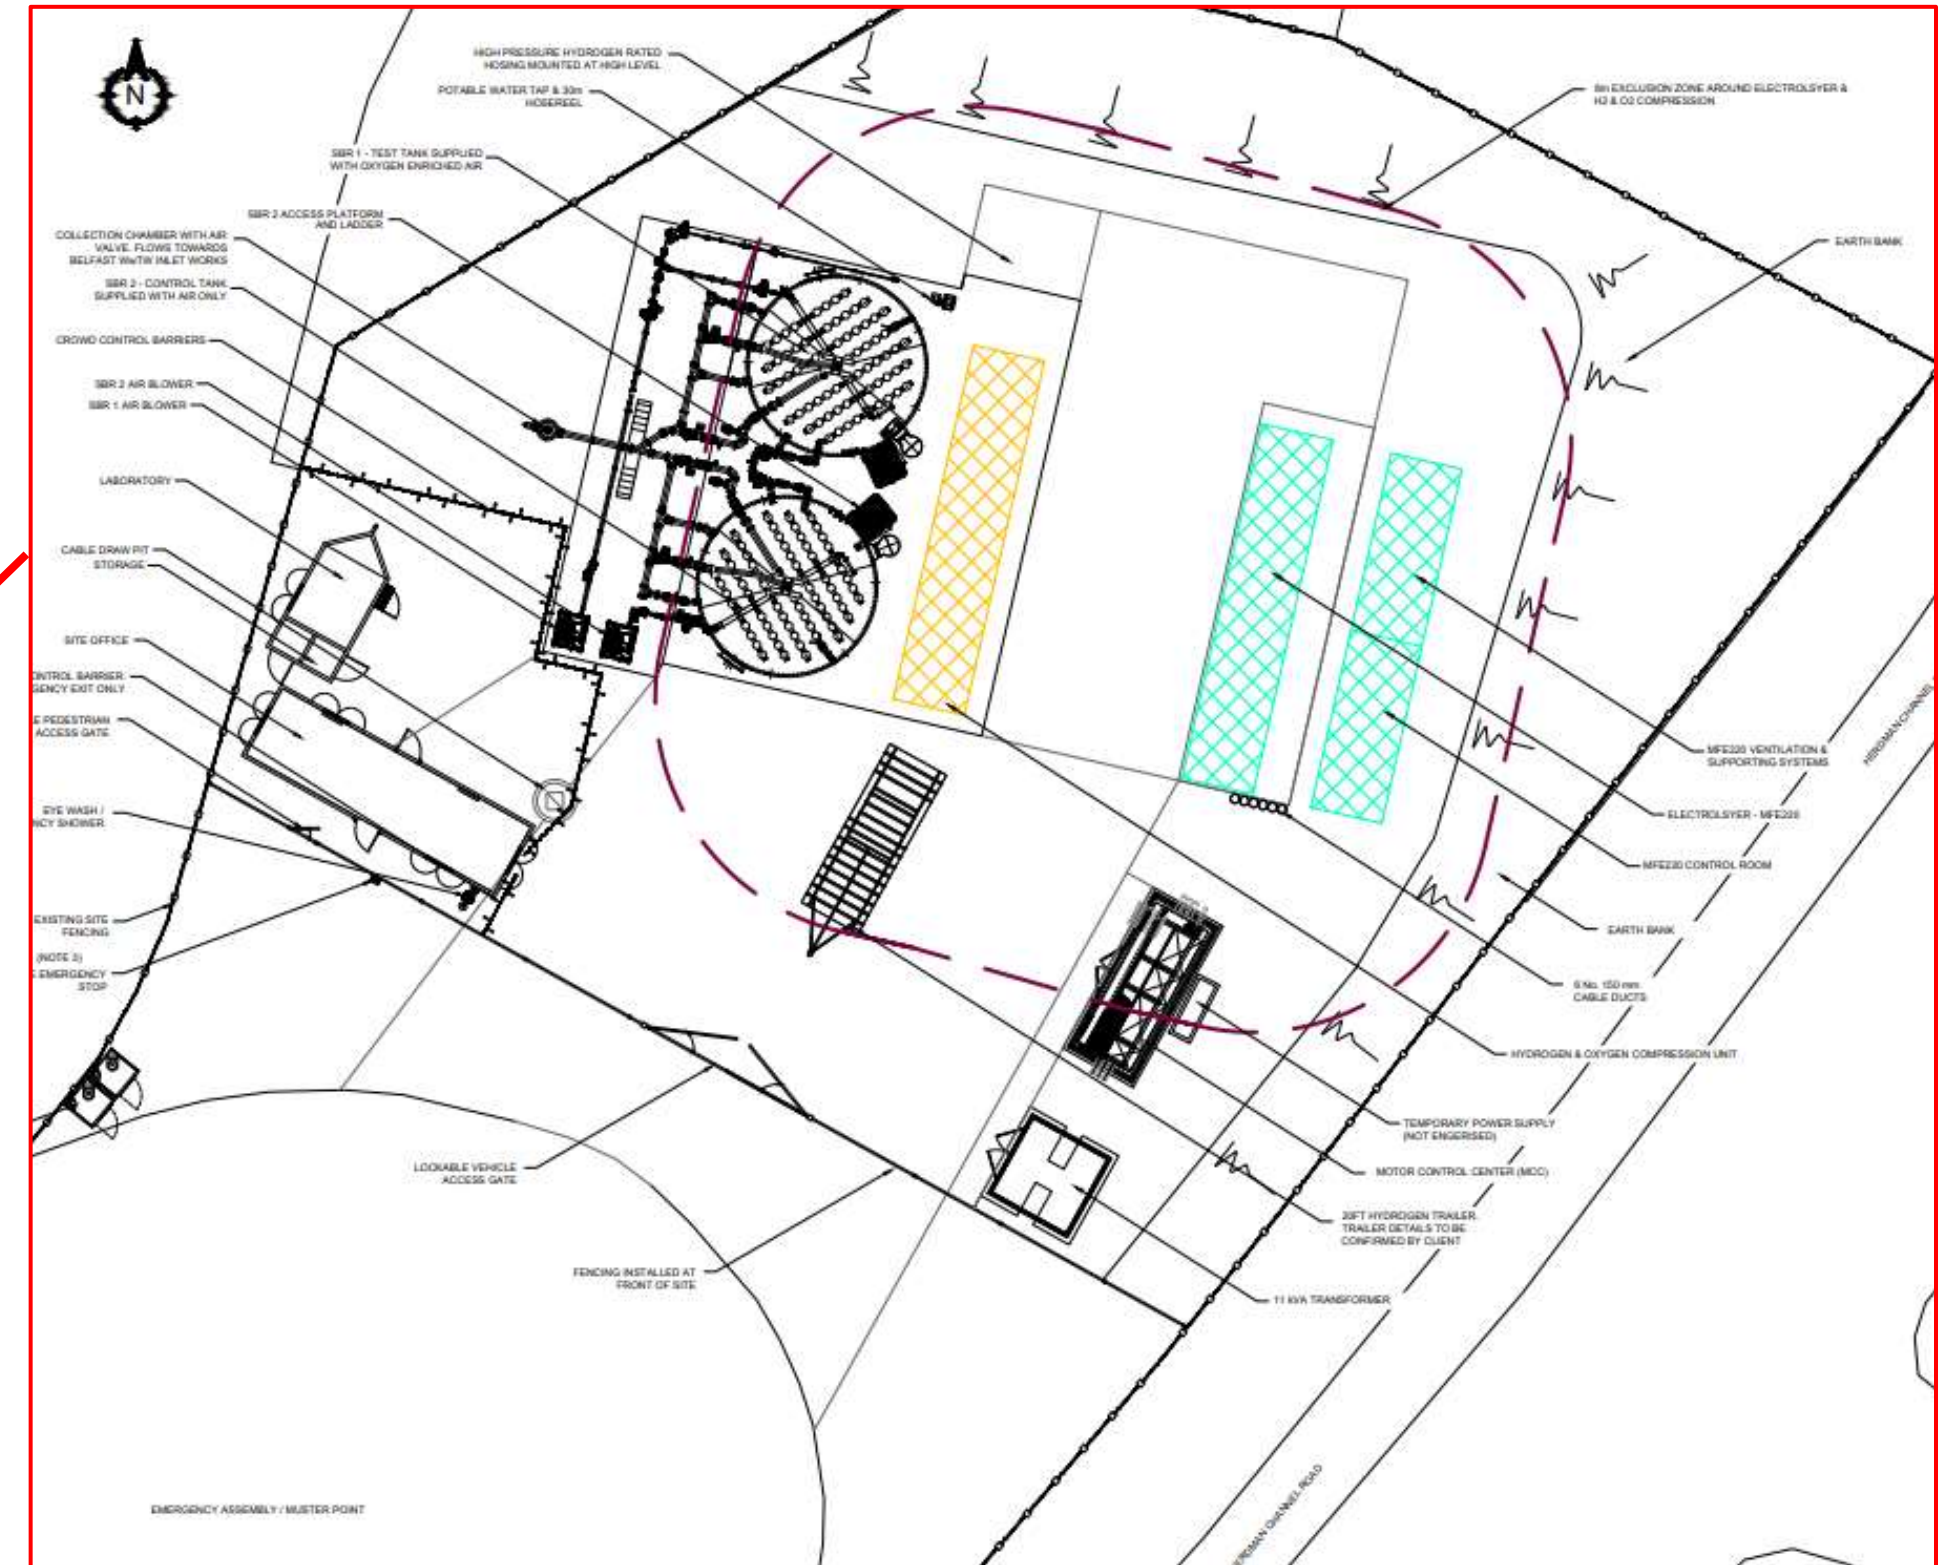 N
HIGH PRESSURE HYDROGEN RATED
HOSING MOUNTED AT HIGH LEVEL
POTABLE WATER TAP & 30m
HOSEREEL
8m EXCLUSION ZONE AROUND ELECTROLSYER &
H2 & O2 COMPRESSION
SBR 1 - TEST TANK SUPPLIED
WITH OXYGEN ENRICHED AIR
SBR 2 ACCESS PLATFORM
AND LADDER
COLLECTION CHAMBER WITH AIR
VALVE. FLOWS TOWARDS
BELFAST WwTW INLET WORKS
EARTH BANK
SBR 2 - CONTROL TANK
SUPPLIED WITH AIR ONLY
CROWD CONTROL BARRIERS
SBR 2 AIR BLOWER
SBR 1 AIR BLOWER
LABORATORY
CABLE DRAW PIT
STORAGE
SITE OFFICE
ONTROL BARRIER.
GENCY EXIT ONLY
E PEDESTRIAN
ACCESS GATE
HERDMAN CHANNEL
MFE220 VENTILATION &
SUPPORTING SYSTEMS
EYE WASH /
NCY SHOWER
ELECTROLSYER - MFE220
MFE220 CONTROL ROOM
EXISTING SITE
FENCING
EARTH BANK
(NOTE 3)
E EMERGENCY
STOP
6 No. 150 mm
CABLE DUCTS
HYDROGEN & OXYGEN COMPRESSION UNIT
TEMPORARY POWER SUPPLY
(NOT ENGERISED)
LOCKABLE VEHICLE
ACCESS GATE
MOTOR CONTROL CENTER (MCC)
20FT HYDROGEN TRAILER.
TRAILER DETAILS TO BE
CONFIRMED BY CLIENT
FENCING INSTALLED AT
FRONT OF SITE
11 kVA TRANSFORMER
EMERGENCY ASSEMBLY / MUSTER POINT
HERDMAN CHANNEL ROAD